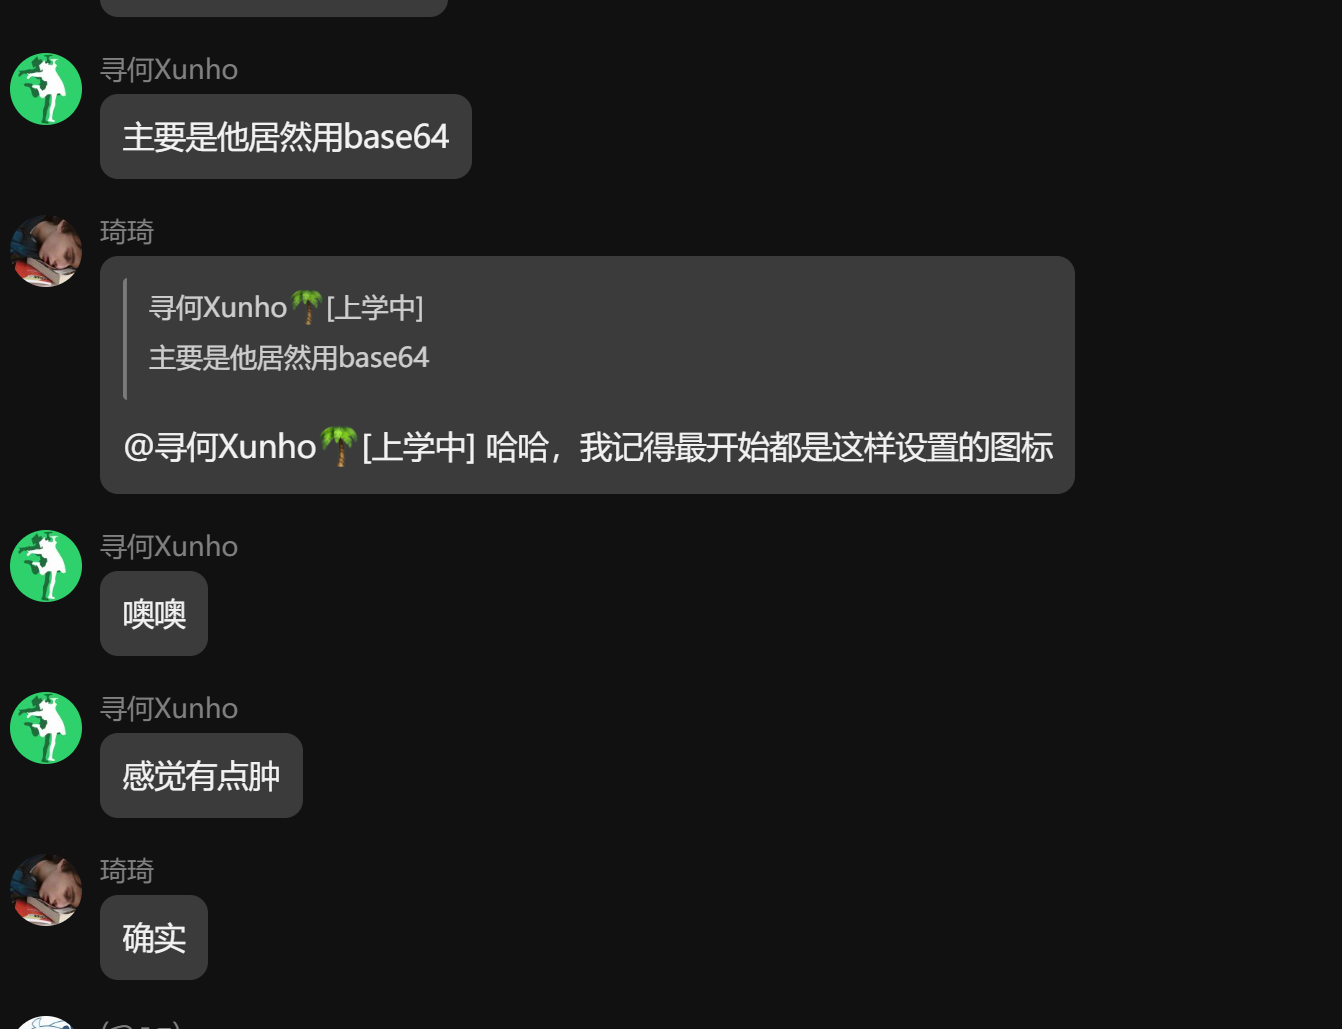 寻何Xunho
主要是他居然用base64
琦琦
寻何Xunho🌴[上学中]
主要是他居然用base64
@寻何Xunho🌴[上学中] 哈哈，我记得最开始都是这样设置的图标
寻何Xunho
噢噢
寻何Xunho
感觉有点肿
琦琦
确实